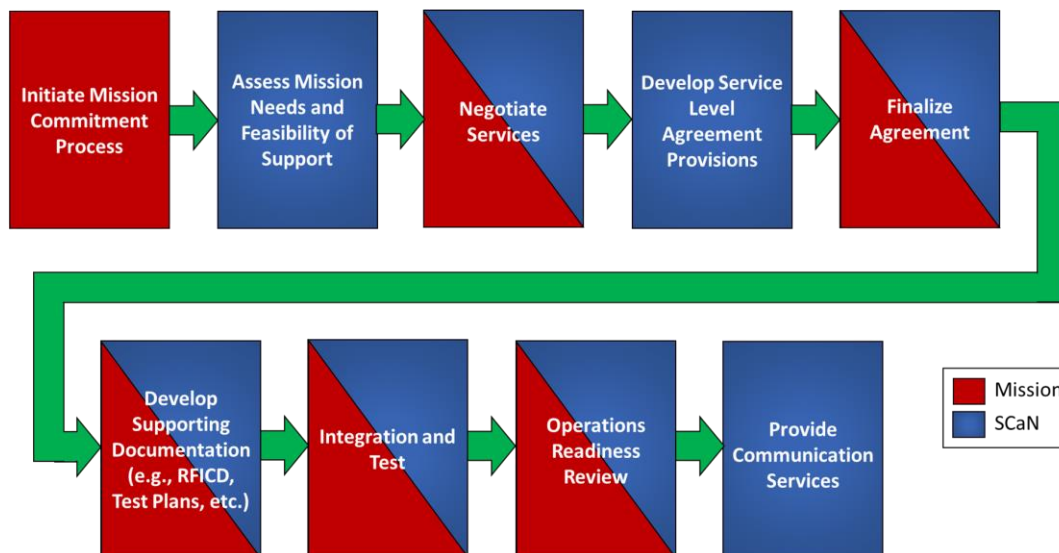 Initiate Mission
Commitment
Process
Assess Mission
Needs and
Feasibility of
Support
Negotiate
Services
Develop Service
Level
Agreement
Provisions
Finalize
Agreement
Develop
Supporting
Documentation
(e.g., RFICD,
Test Plans, etc.)
Integration and
Test
Operations
Readiness
Review
Provide
Communication
Services
Mission
SCaN